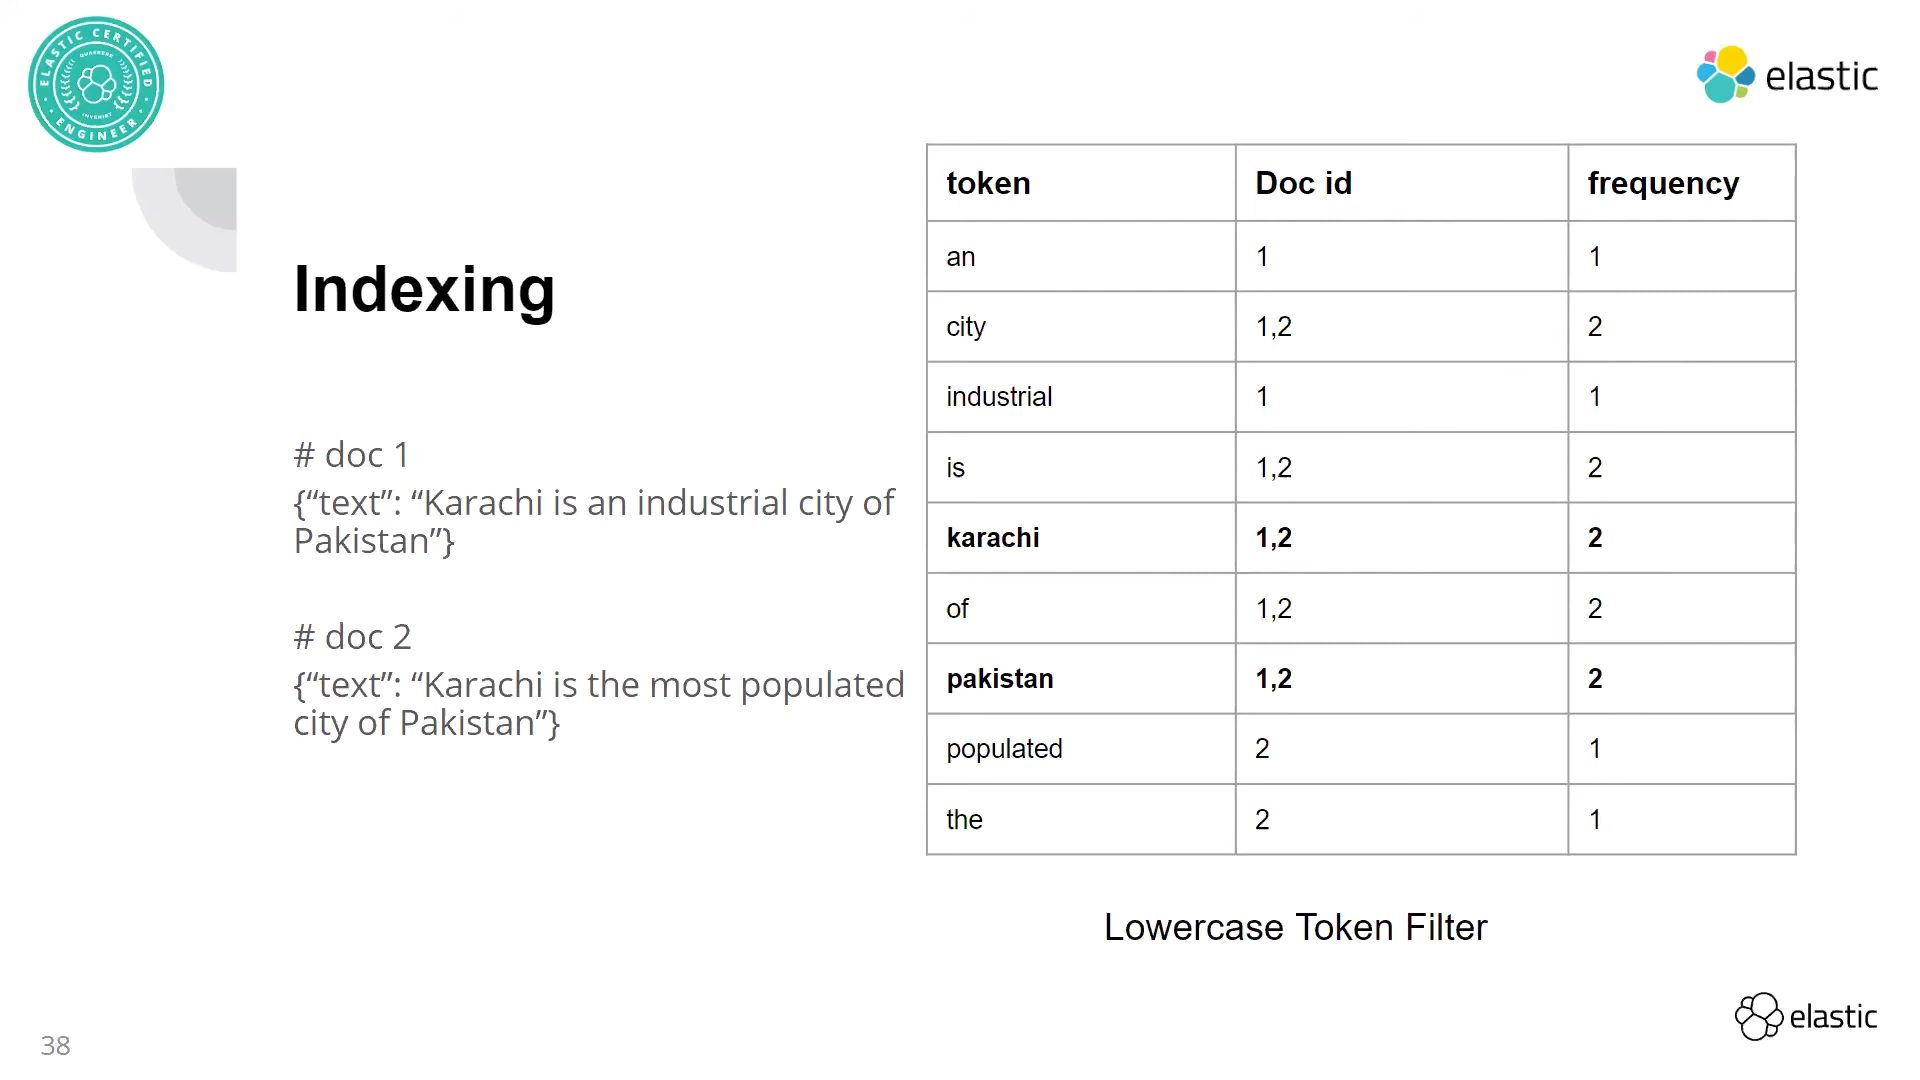 ELASTIC CERTIFIED
ENGINEER
elastic
Indexing
# doc 1
{“text”: “Karachi is an industrial city of
Pakistan”}
# doc 2
{“text”: “Karachi is the most populated
city of Pakistan”}
token Doc id frequency
an 1 1
city 1,2 2
industrial 1 1
is 1,2 2
karachi 1,2 2
of 1,2 2
pakistan 1,2 2
populated 2 1
the 2 1
Lowercase Token Filter
elastic
38